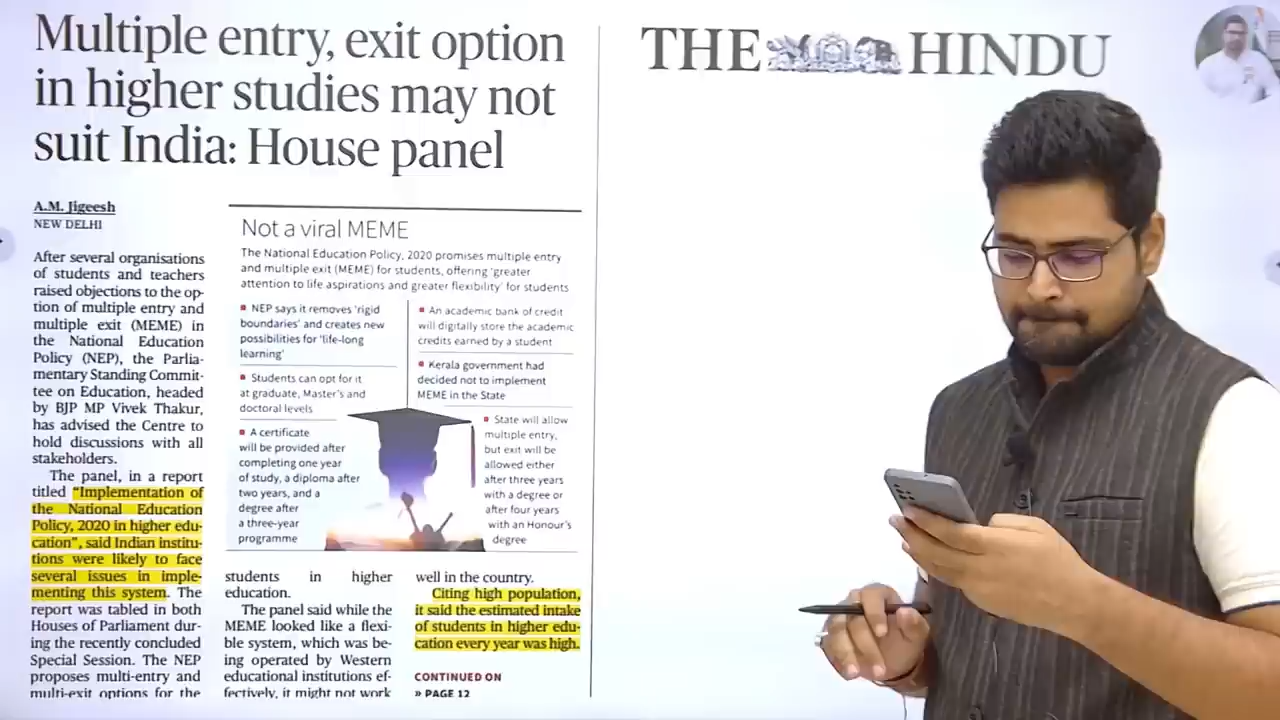 Multiple entry, exit option
in higher studies may not
suit India: House panel
THE HINDU
A.M. Jigeesh
NEW DELHI
After several organisations
of students and teachers
raised objections to the op-
tion of multiple entry and
multiple exit (MEME) in
the National Education
Policy (NEP), the Parlia-
mentary Standing Commit-
tee on Education, headed
by BJP MP Vivek Thakur,
has advised the Centre to
hold discussions with all
stakeholders.
The panel, in a report
titled “Implementation of
the National Education
Policy, 2020 in higher edu-
cation”, said Indian institu-
tions were likely to face
several issues in imple-
menting this system. The
report was tabled in both
Houses of Parliament dur-
ing the recently concluded
Special Session. The NEP
proposes multi-entry and
multi-exit options for the
Not a viral MEME
The National Education Policy, 2020 promises multiple entry
and multiple exit (MEME) for students, offering ‘greater
attention to life aspirations and greater flexibility’ for students
NEP says it removes ‘rigid
boundaries’ and creates new
possibilities for ‘life-long
learning’
Students can opt for it
at graduate, Master’s and
doctoral levels
A certificate
will be provided after
completing one year
of study, a diploma after
two years, and a
degree after
a three-year
programme
An academic bank of credit
will digitally store the academic
credits earned by a student
Kerala government had
decided not to implement
MEME in the State
State will allow
multiple entry,
but exit will be
allowed either
after three years
with a degree or
after four years
with an Honour’s
degree
students in higher
education.
The panel said while the
MEME looked like a flexi-
ble system, which was be-
ing operated by Western
educational institutions ef-
fectively, it might not work
well in the country.
Citing high population,
it said the estimated intake
of students in higher edu-
cation every year was high.
CONTINUED ON
» PAGE 12